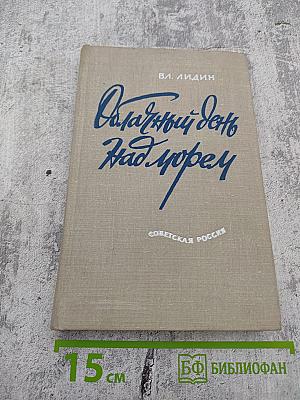 ВЛ. ЛИДИН
Облачный день
над морем
СОВЕТСКАЯ РОССИЯ
15 см
БФ БИБЛИОФАН